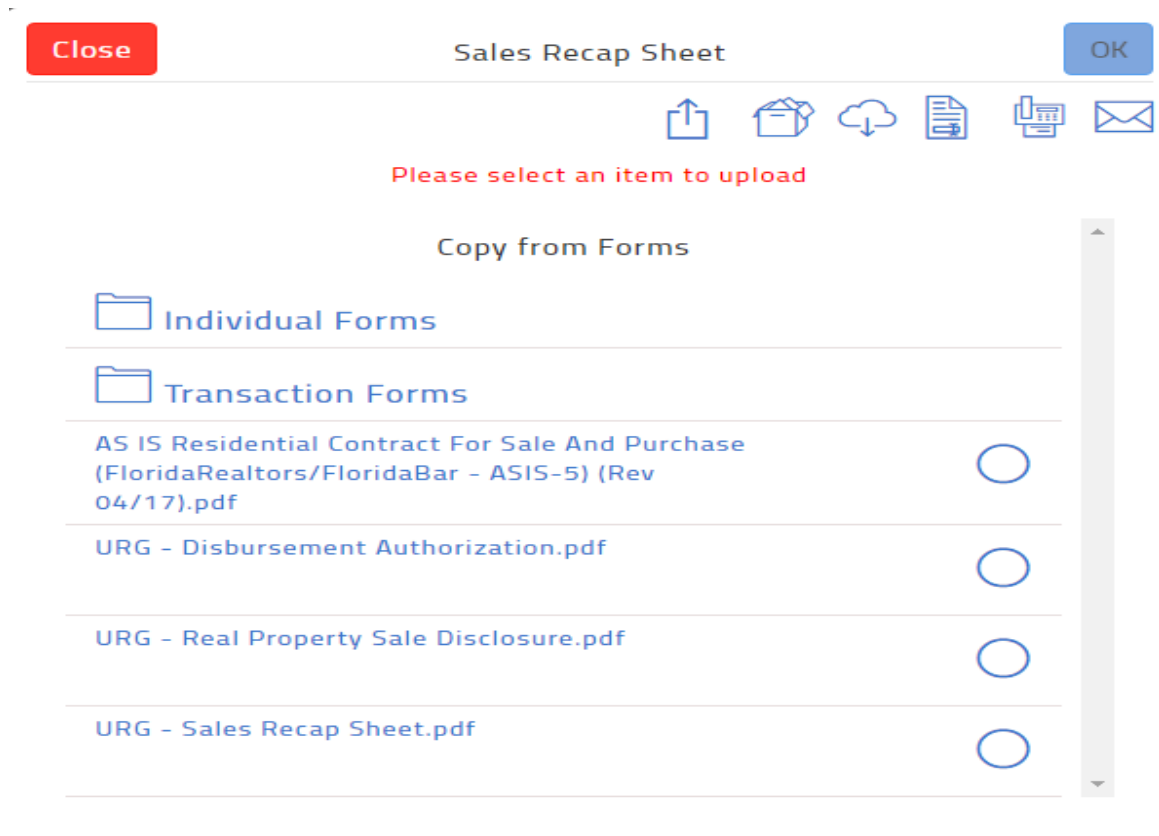 Close
Sales Recap Sheet
OK
Please select an item to upload
Copy from Forms
Individual Forms
Transaction Forms
AS IS Residential Contract For Sale And Purchase
(FloridaRealtors/FloridaBar - ASIS-5) (Rev
04/17).pdf
URG - Disbursement Authorization.pdf
URG - Real Property Sale Disclosure.pdf
URG - Sales Recap Sheet.pdf